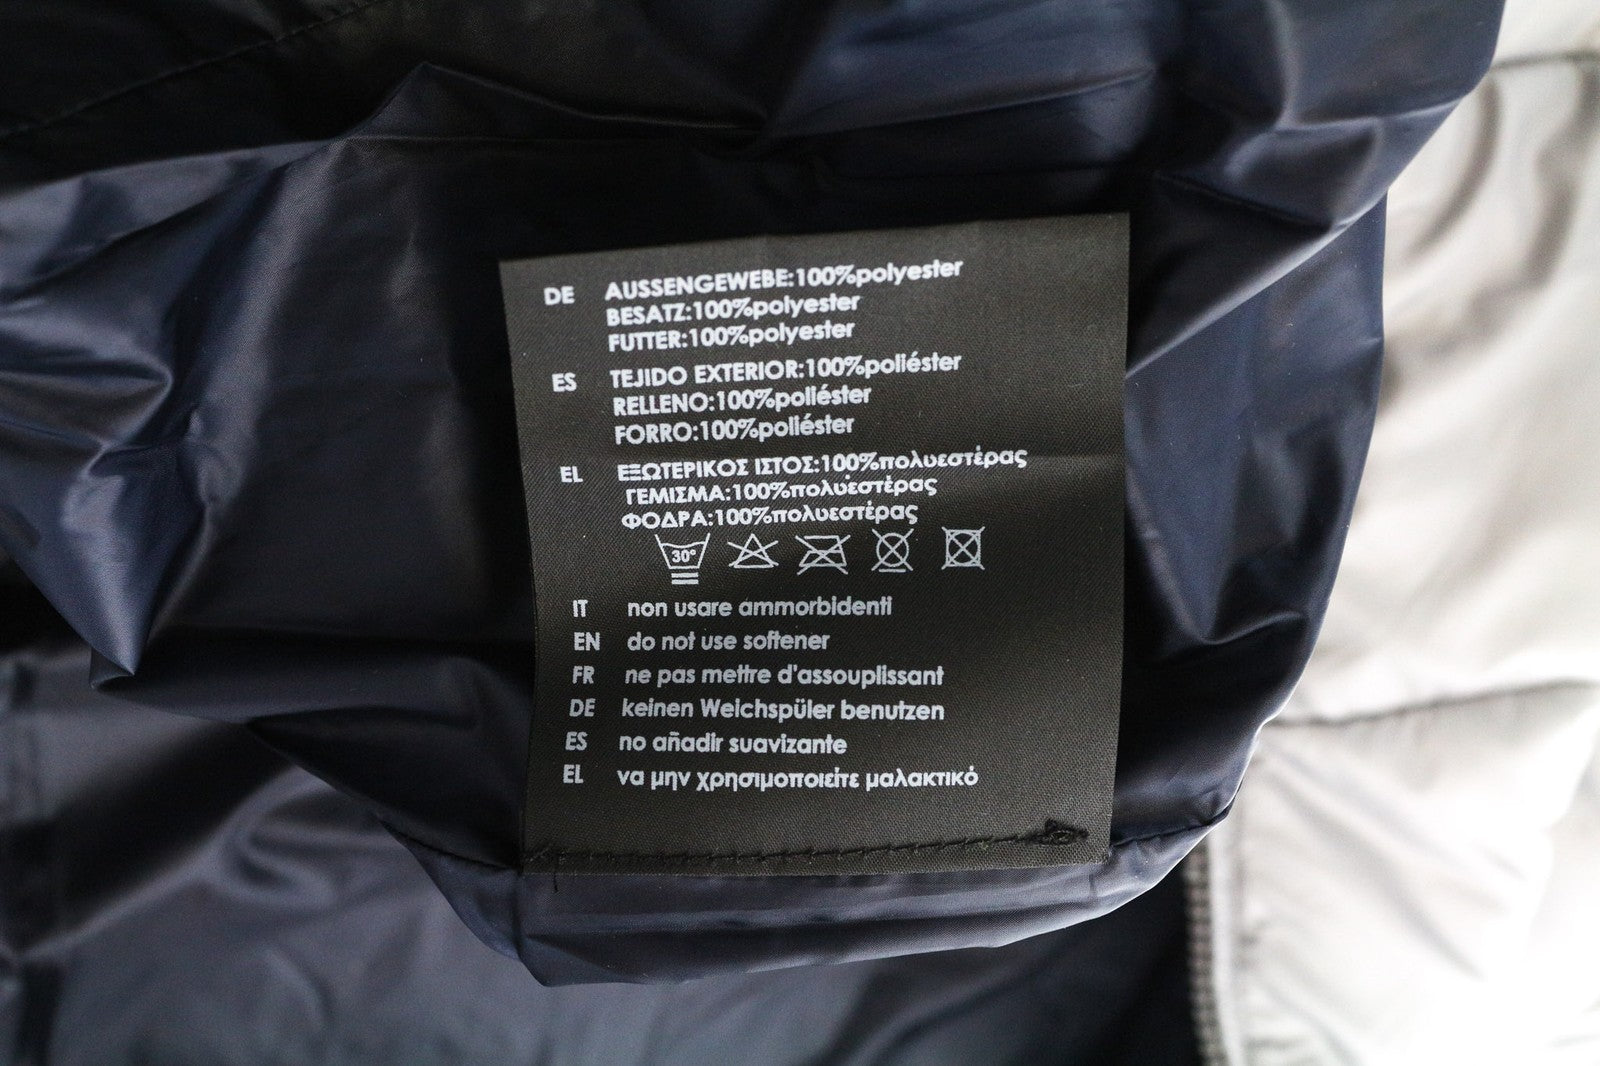 DE AUSSENGEWEBE:100%polyester
BESATZ:100%polyester
FUTTER:100%polyester
ES TEJIDO EXTERIOR:100%poliéster
RELLENO:100%poliéster
FORRO:100%poliéster
EL ΕΞΩΤΕΡΙΚΟΣ ΙΣΤΟΣ:100%πολυεστέρας
ΓΕΜΙΣΜΑ:100%πολυέστέρας
ΦΟΔΡΑ:100%πολυεστέρας
30°
IT non usare ammorbidenti
EN do not use softener
FR ne pas mettre d'assouplissant
DE keinen Weichspüler benutzen
ES no añadir suavizante
EL να μην χρησιμοποιείτε μαλακτικό